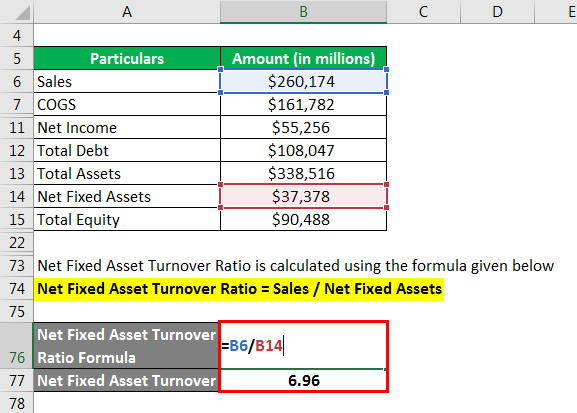 A B C D E
4
5 Particulars Amount (in millions)
6 Sales $260,174
7 COGS $161,782
11 Net Income $55,256
12 Total Debt $108,047
13 Total Assets $338,516
14 Net Fixed Assets $37,378
15 Total Equity $90,488
22
73 Net Fixed Asset Turnover Ratio is calculated using the formula given below
74 Net Fixed Asset Turnover Ratio = Sales / Net Fixed Assets
75
Net Fixed Asset Turnover
76 Ratio Formula =B6/B14
77 Net Fixed Asset Turnover 6.96
78